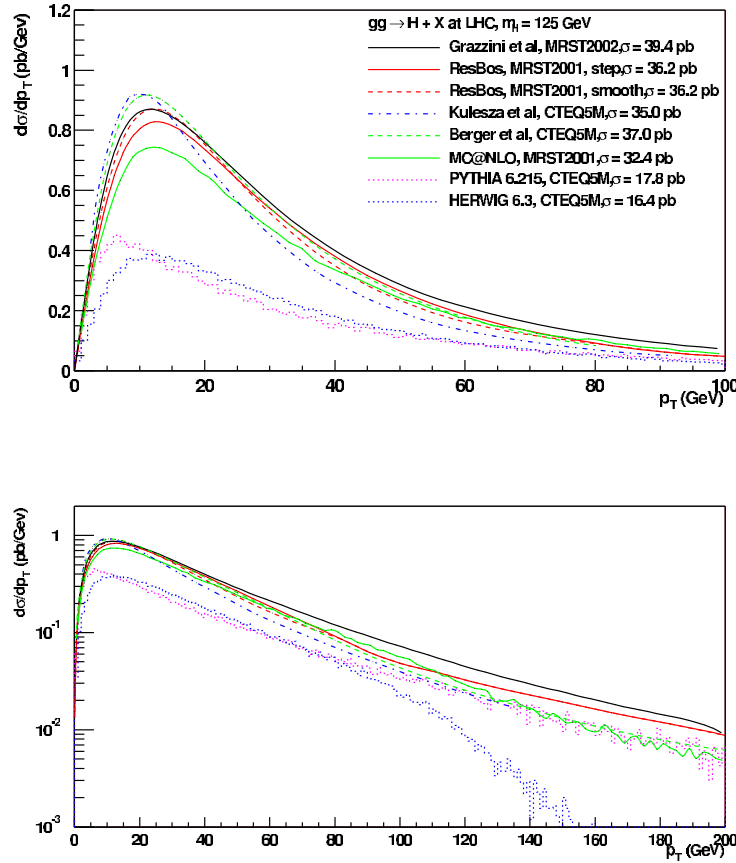 gg → H + X at LHC, m_H = 125 GeV
Grazzini et al, MRST2002, σ = 39.4 pb
ResBos, MRST2001, step, σ = 36.2 pb
ResBos, MRST2001, smooth, σ = 36.2 pb
Kulesza et al, CTEQ5M, σ = 35.0 pb
Berger et al, CTEQ5M, σ = 37.0 pb
MC@NLO, MRST2001, σ = 32.4 pb
PYTHIA 6.215, CTEQ5M, σ = 17.8 pb
HERWIG 6.3, CTEQ5M, σ = 16.4 pb
dσ/dp_T (pb/Gev)
1.2
1
0.8
0.6
0.4
0.2
0
0 20 40 60 80 100
p_T (GeV)
dσ/dp_T (pb/Gev)
1
10^-1
10^-2
10^-3
0 20 40 60 80 100 120 140 160 180 200
p_T (GeV)